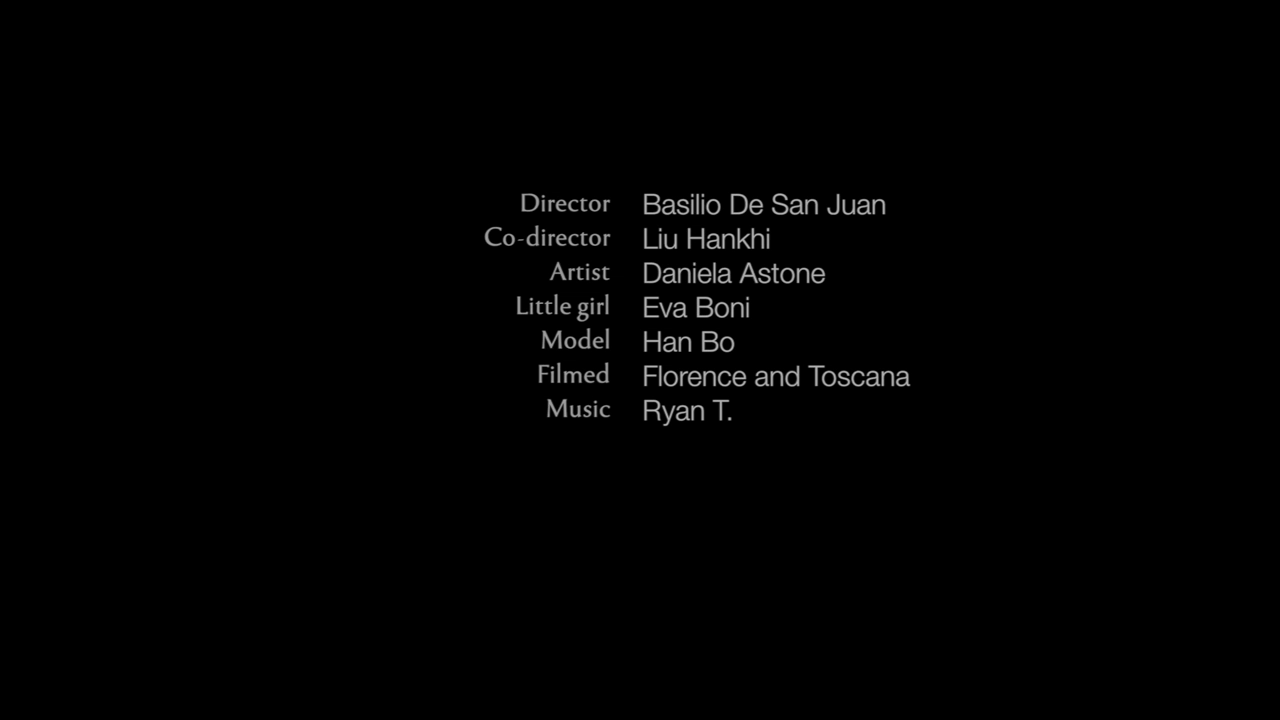 Director Basilio De San Juan
Co-director Liu Hankhi
Artist Daniela Astone
Little girl Eva Boni
Model Han Bo
Filmed Florence and Toscana
Music Ryan T.